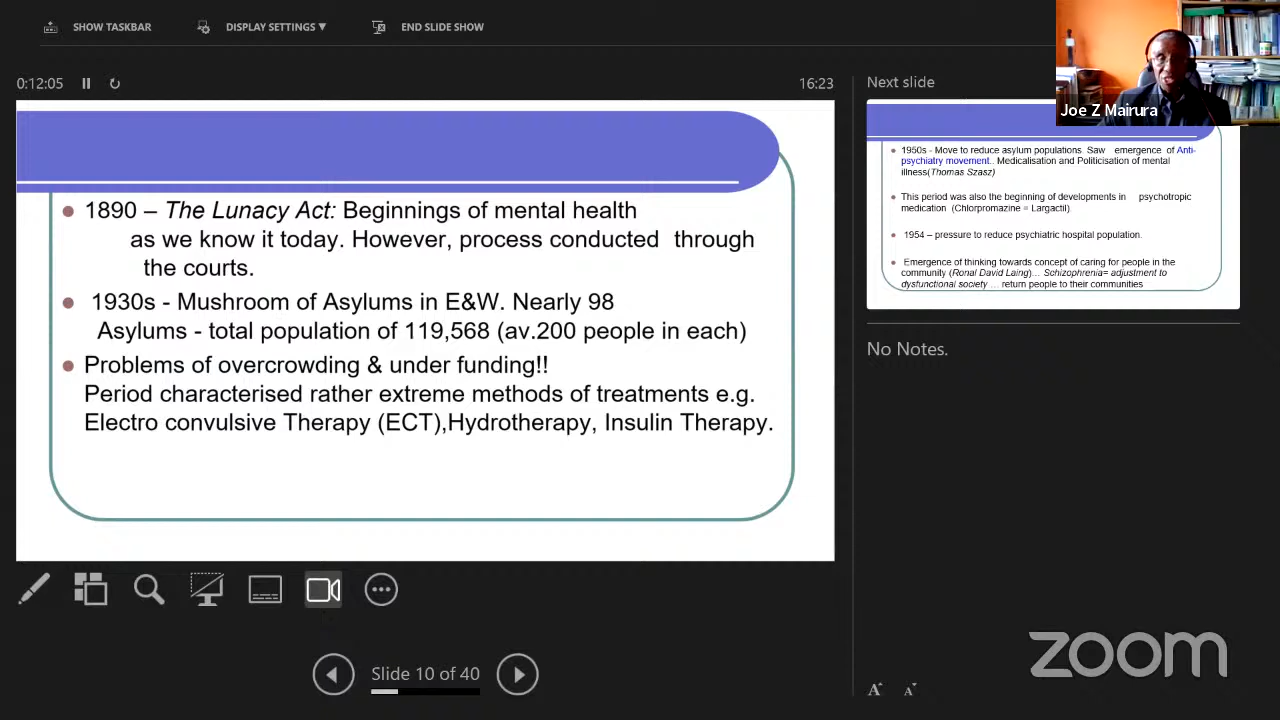 SHOW TASKBAR
DISPLAY SETTINGS ▼
END SLIDE SHOW
0:12:05
16:23
1890 – The Lunacy Act: Beginnings of mental health
as we know it today. However, process conducted through
the courts.
1930s - Mushroom of Asylums in E&W. Nearly 98
Asylums - total population of 119,568 (av.200 people in each)
Problems of overcrowding & under funding!!
Period characterised rather extreme methods of treatments e.g.
Electro convulsive Therapy (ECT),Hydrotherapy, Insulin Therapy.
Slide 10 of 40
Next slide
Joe Z Mairura
1950s - Move to reduce asylum populations. Saw emergence of Anti-
psychiatry movement.. Medicalisation and Politicisation of mental
illness(Thomas Szasz)
This period was also the beginning of developments in psychotropic
medication (Chlorpromazine = Largactil)
1954 – pressure to reduce psychiatric hospital population.
Emergence of thinking towards concept of caring for people in the
community (Ronal David Laing)... Schizophrenia= adjustment to
dysfunctional society ... return people to their communities
No Notes.
zoom
A A